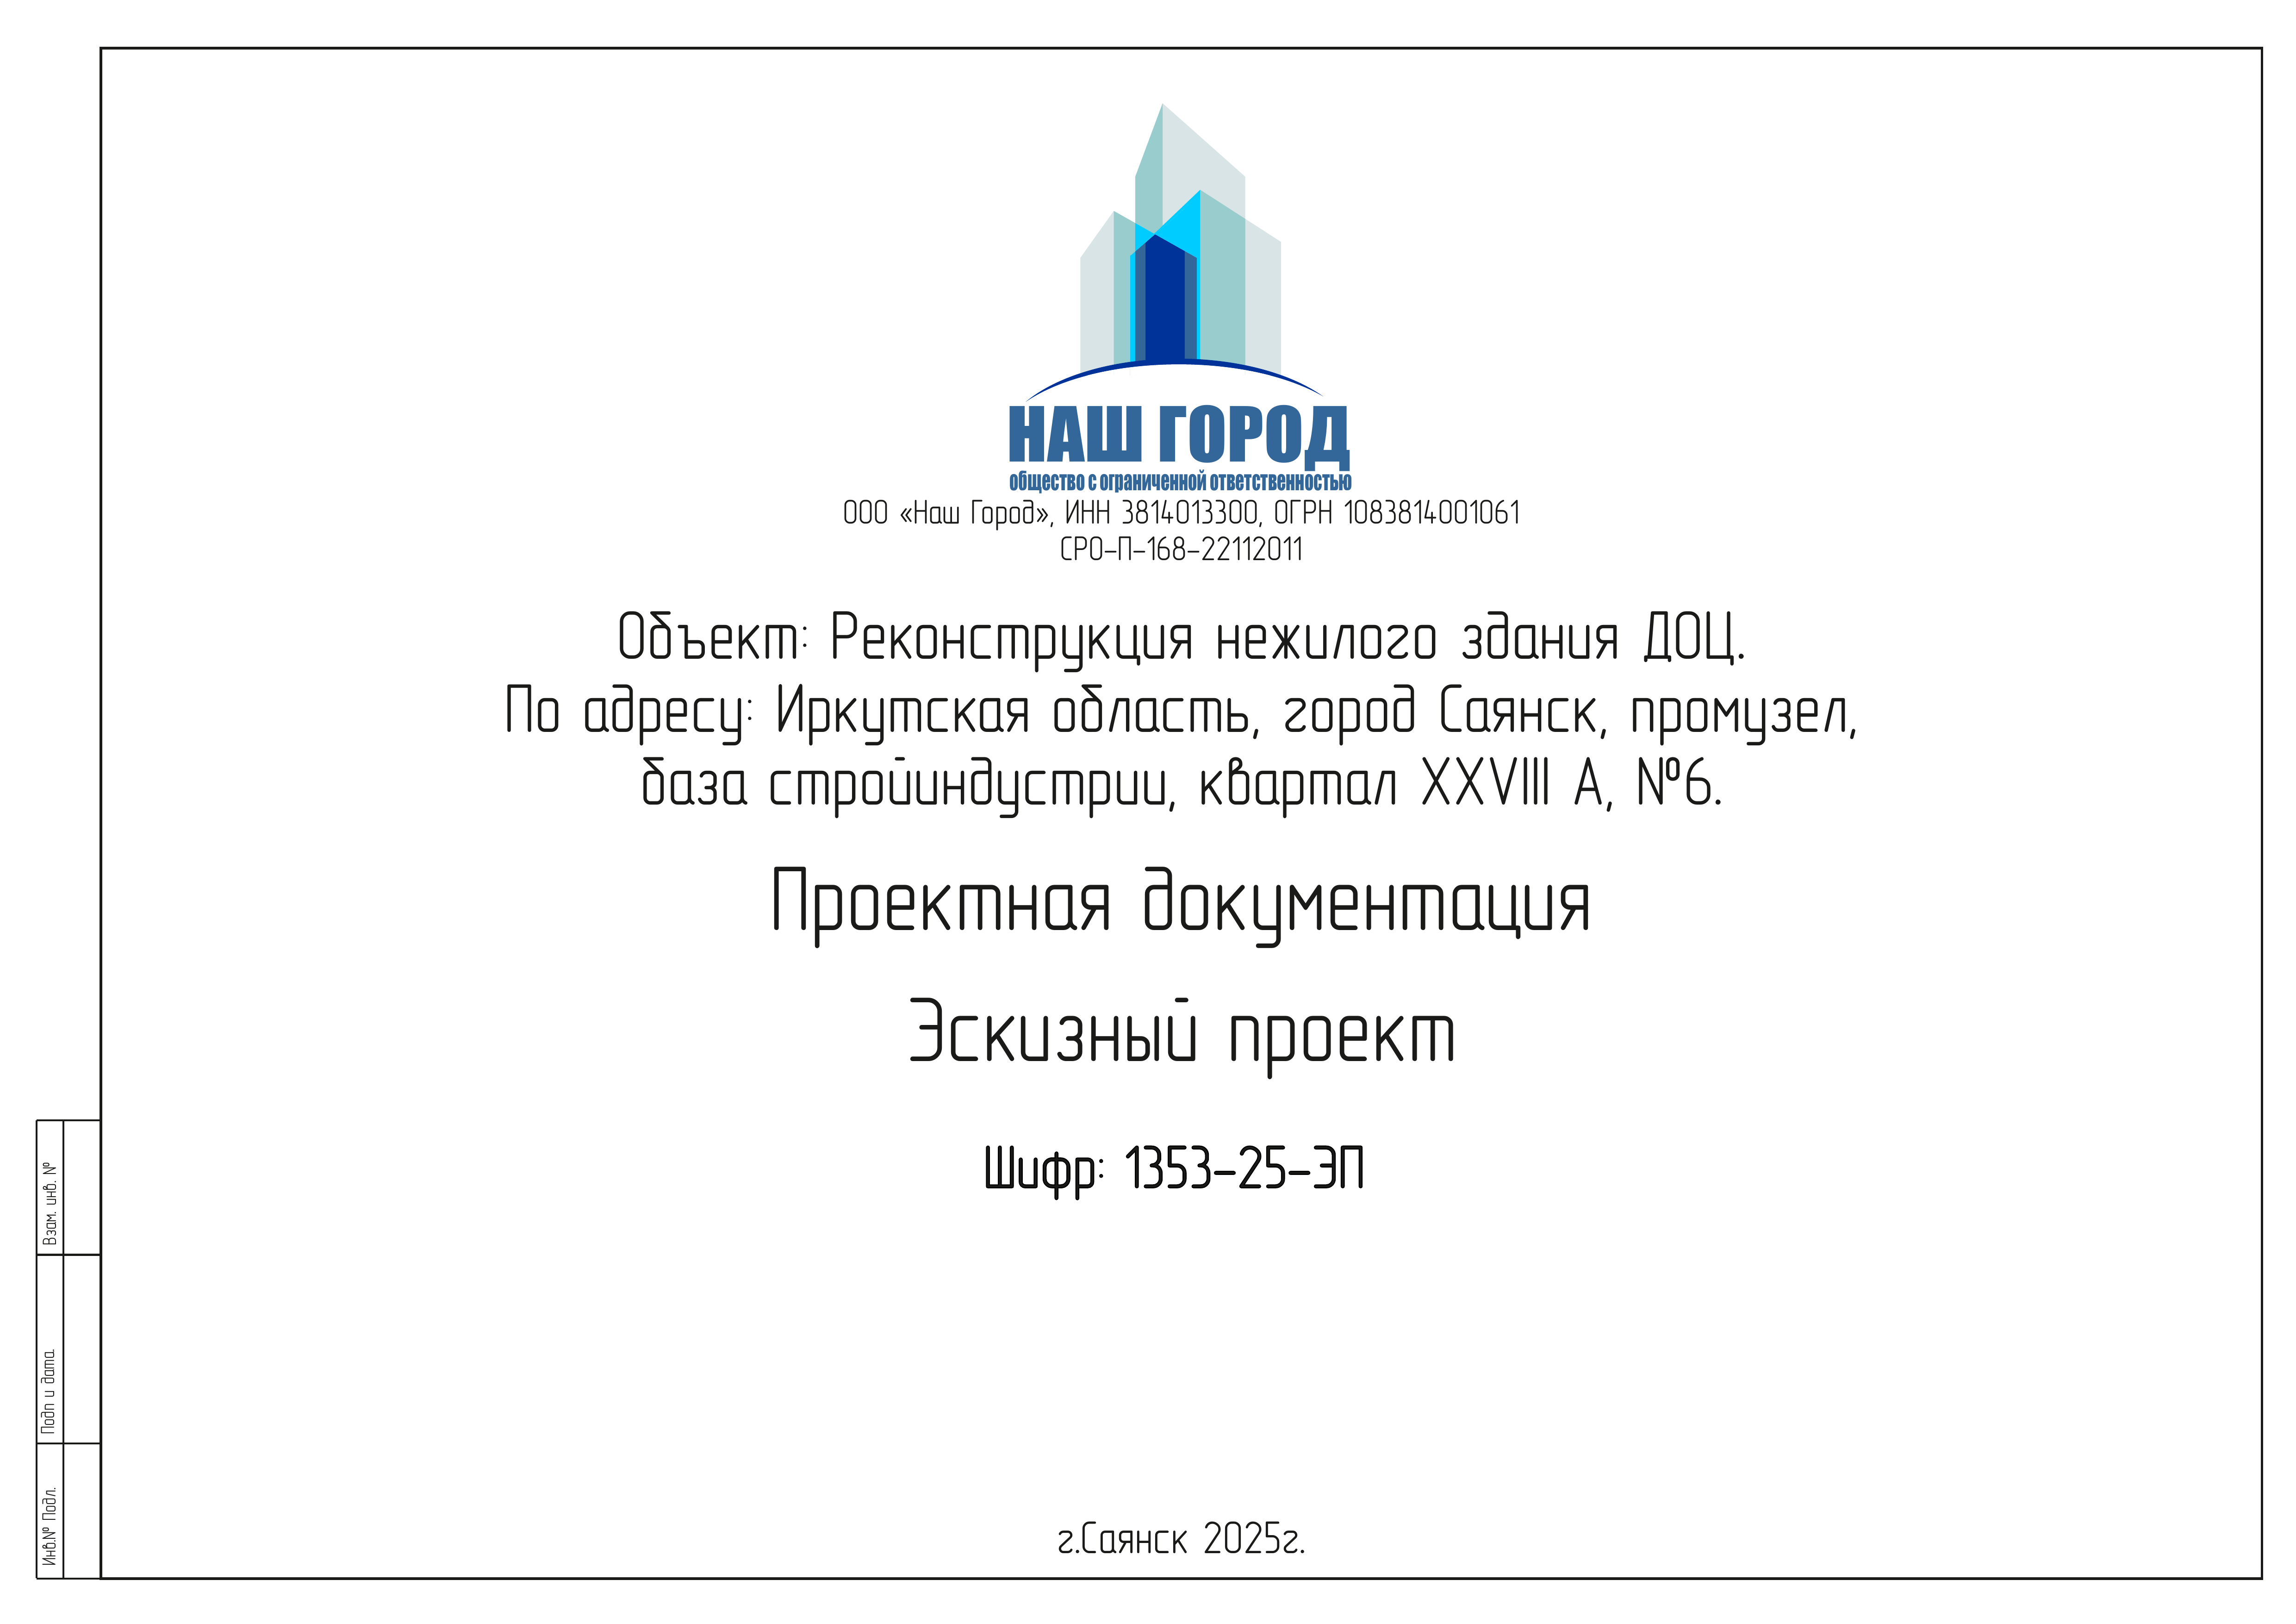 НАШ ГОРОД
общество с ограниченной ответственностью
ООО «Наш Город», ИНН 3814013300, ОГРН 1083814001061
СРО-П-168-22112011
Объект: Реконструкция нежилого здания ДОЦ.
По адресу: Иркутская область, город Саянск, промузел,
база стройиндустрии, квартал XXVIII А, №6.
Проектная документация
Эскизный проект
Шифр: 1353-25-ЭП
Взам. инв. №
Подп и дата.
Инв.№ Подл.
г.Саянск 2025г.